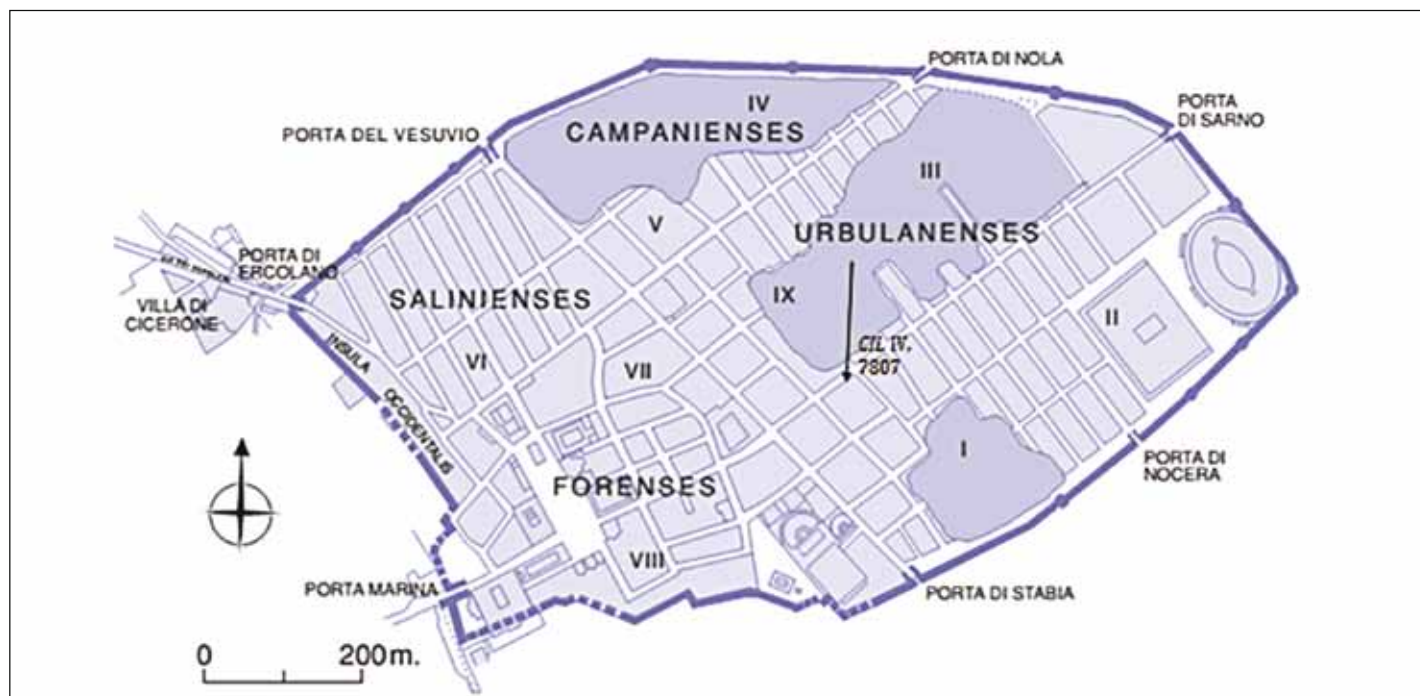 PORTA DI NOLA
IV
CAMPANIENSES
PORTA
DI SARNO
PORTA DEL VESUVIO
III
V
URBULANENSES
PORTA DI
ERCOLANO
SALINIENSES
VILLA DI
CICERONE
IX
II
INSULA
OCCIDENTALIS
VI
VII
CIL IV.
7807
I
PORTA DI
NOCERA
FORENSES
VIII
PORTA MARINA
PORTA DI STABIA
0 200 m.